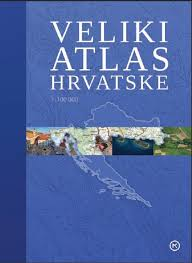 VELIKI
ATLAS
HRVATSKE
1:100 000
M